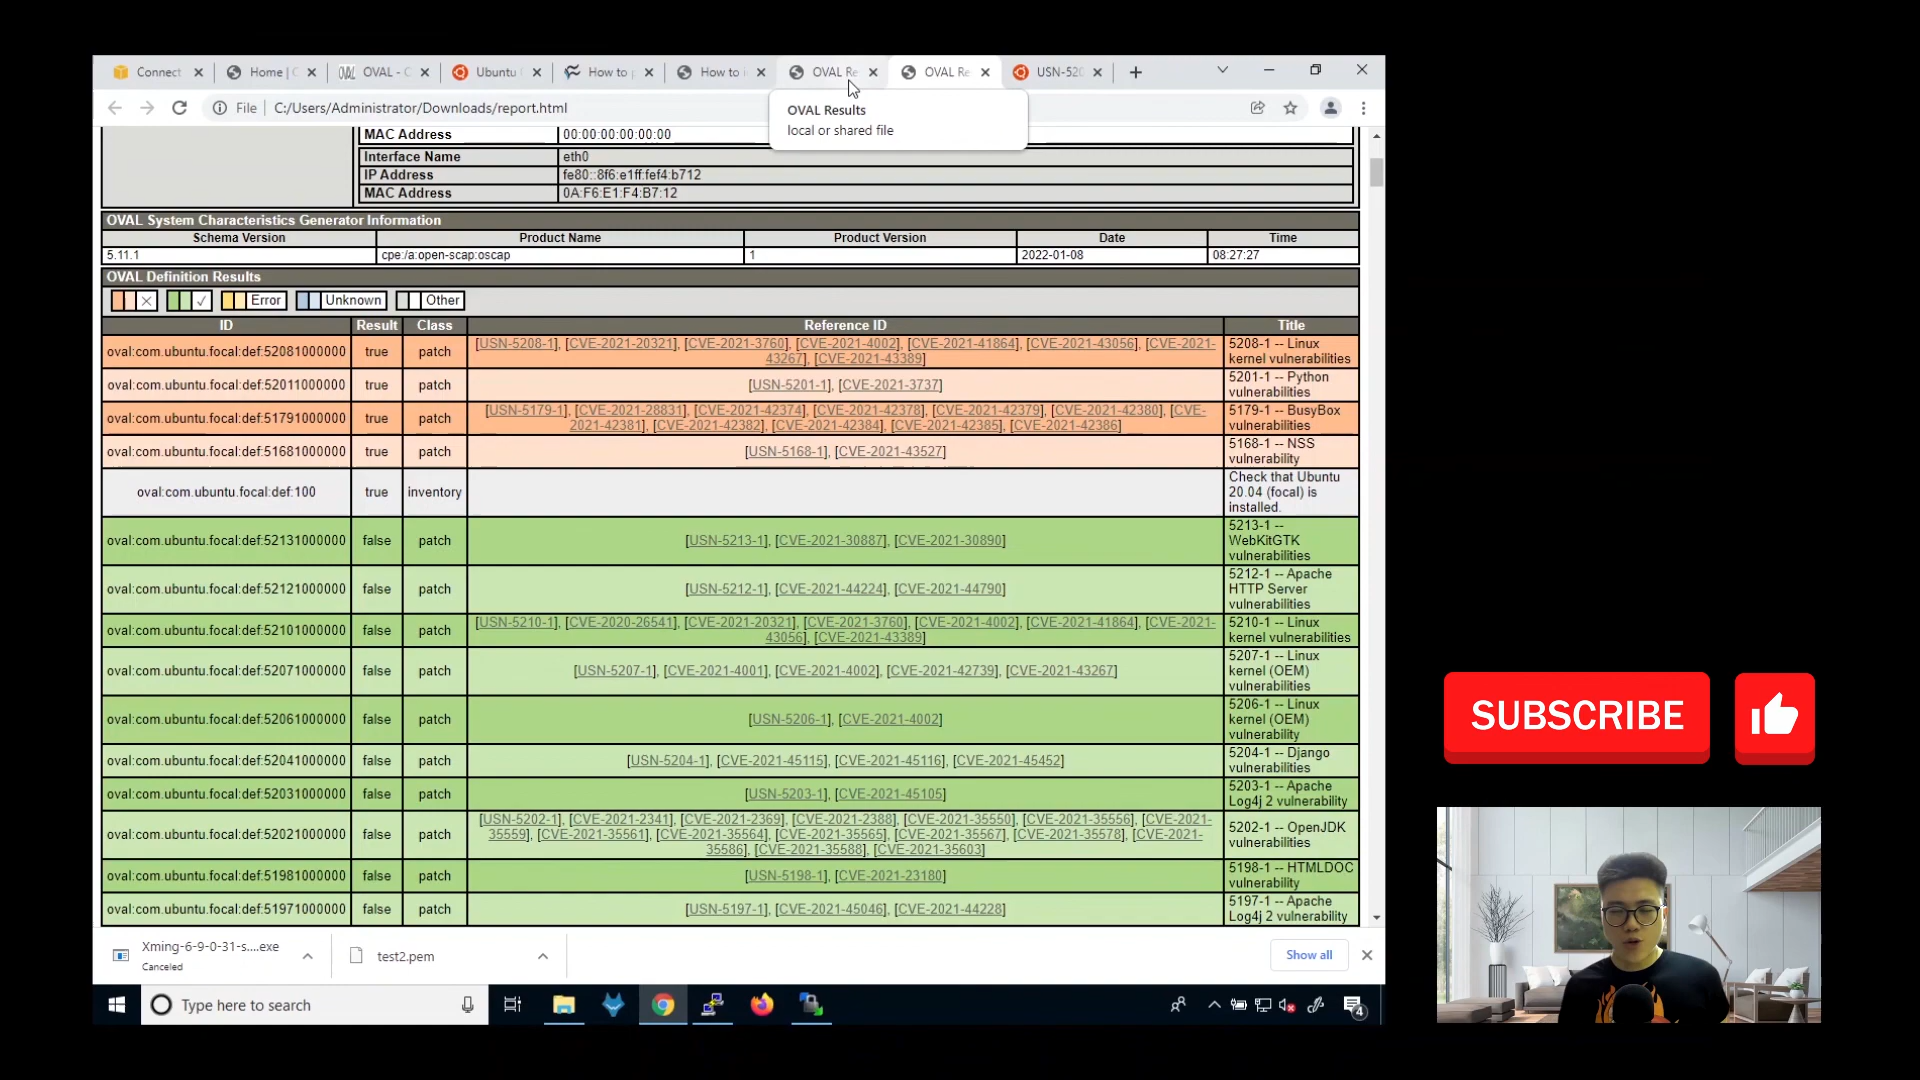 Connect
Home | C
OVAL - C
Ubuntu
How to
How to i
OVAL Re
OVAL Re
USN-520
File
C:/Users/Administrator/Downloads/report.html
OVAL Results
local or shared file
MAC Address 00:00:00:00:00:00
Interface Name eth0
IP Address fe80::8f6:e1ff:fef4:b712
MAC Address 0A:F6:E1:F4:B7:12
OVAL System Characteristics Generator Information
Schema Version Product Name Product Version Date Time
5.11.1 cpe:/a:open-scap:oscap 1 2022-01-08 08:27:27
OVAL Definition Results
Error Unknown Other
ID Result Class Reference ID Title
oval:com.ubuntu.focal:def:52081000000 true patch
[USN-5208-1], [CVE-2021-20321], [CVE-2021-3760], [CVE-2021-4002], [CVE-2021-41864], [CVE-2021-43056], [CVE-2021-
43267], [CVE-2021-43389]
5208-1 -- Linux
kernel vulnerabilities
oval:com.ubuntu.focal:def:52011000000 true patch [USN-5201-1], [CVE-2021-3737]
5201-1 -- Python
vulnerabilities
oval:com.ubuntu.focal:def:51791000000 true patch
[USN-5179-1], [CVE-2021-28831], [CVE-2021-42374], [CVE-2021-42378], [CVE-2021-42379], [CVE-2021-42380], [CVE-
2021-42381], [CVE-2021-42382], [CVE-2021-42384], [CVE-2021-42385], [CVE-2021-42386]
5179-1 -- BusyBox
vulnerabilities
oval:com.ubuntu.focal:def:51681000000 true patch [USN-5168-1], [CVE-2021-43527]
5168-1 -- NSS
vulnerability
oval:com.ubuntu.focal:def:100 true inventory
Check that Ubuntu
20.04 (focal) is
installed.
oval:com.ubuntu.focal:def:52131000000 false patch [USN-5213-1], [CVE-2021-30887], [CVE-2021-30890]
5213-1 --
WebKitGTK
vulnerabilities
oval:com.ubuntu.focal:def:52121000000 false patch [USN-5212-1], [CVE-2021-44224], [CVE-2021-44790]
5212-1 -- Apache
HTTP Server
vulnerabilities
oval:com.ubuntu.focal:def:52101000000 false patch
[USN-5210-1], [CVE-2020-26541], [CVE-2021-20321], [CVE-2021-3760], [CVE-2021-4002], [CVE-2021-41864], [CVE-2021-
43056], [CVE-2021-43389]
5210-1 -- Linux
kernel vulnerabilities
oval:com.ubuntu.focal:def:52071000000 false patch [USN-5207-1], [CVE-2021-4001], [CVE-2021-4002], [CVE-2021-42739], [CVE-2021-43267]
5207-1 -- Linux
kernel (OEM)
vulnerabilities
oval:com.ubuntu.focal:def:52061000000 false patch [USN-5206-1], [CVE-2021-4002]
5206-1 -- Linux
kernel (OEM)
vulnerability
oval:com.ubuntu.focal:def:52041000000 false patch [USN-5204-1], [CVE-2021-45115], [CVE-2021-45116], [CVE-2021-45452]
5204-1 -- Django
vulnerabilities
oval:com.ubuntu.focal:def:52031000000 false patch [USN-5203-1], [CVE-2021-45105]
5203-1 -- Apache
Log4j 2 vulnerability
oval:com.ubuntu.focal:def:52021000000 false patch
[USN-5202-1], [CVE-2021-2341], [CVE-2021-2369], [CVE-2021-2388], [CVE-2021-35550], [CVE-2021-35556], [CVE-2021-
35559], [CVE-2021-35561], [CVE-2021-35564], [CVE-2021-35565], [CVE-2021-35567], [CVE-2021-35578], [CVE-2021-
35586], [CVE-2021-35588], [CVE-2021-35603]
5202-1 -- OpenJDK
vulnerabilities
oval:com.ubuntu.focal:def:51981000000 false patch [USN-5198-1], [CVE-2021-23180]
5198-1 -- HTMLDOC
vulnerability
oval:com.ubuntu.focal:def:51971000000 false patch [USN-5197-1], [CVE-2021-45046], [CVE-2021-44228]
5197-1 -- Apache
Log4j 2 vulnerability
Xming-6-9-0-31-s....exe
Canceled
test2.pem
Show all
Type here to search
4
SUBSCRIBE